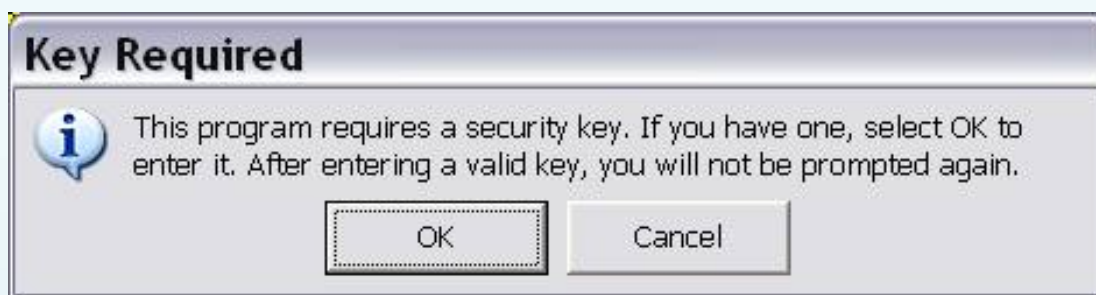 Key Required
This program requires a security key. If you have one, select OK to
enter it. After entering a valid key, you will not be prompted again.
OK
Cancel